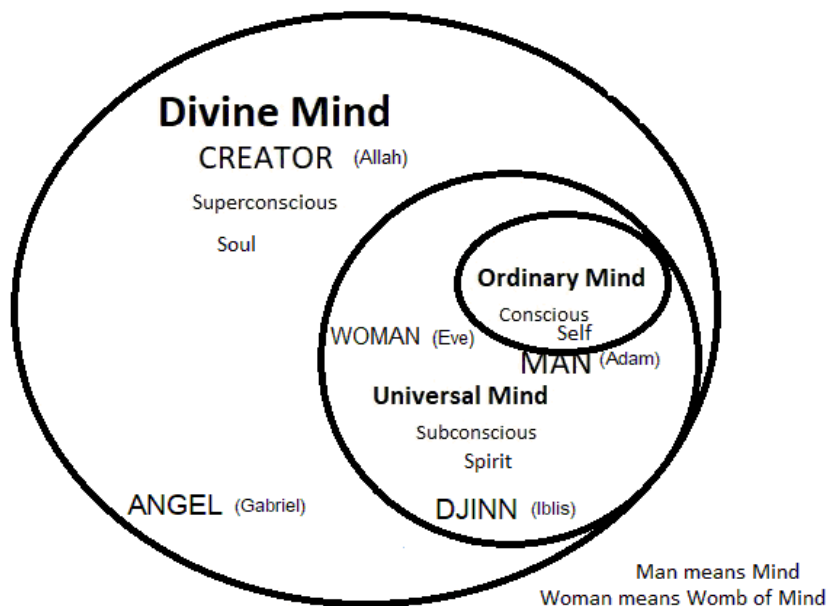 Divine Mind
CREATOR (Allah)
Superconscious
Soul
Ordinary Mind
Conscious
Self
WOMAN (Eve)
MAN (Adam)
Universal Mind
Subconscious
Spirit
ANGEL (Gabriel)
DJINN (Iblis)
Man means Mind
Woman means Womb of Mind